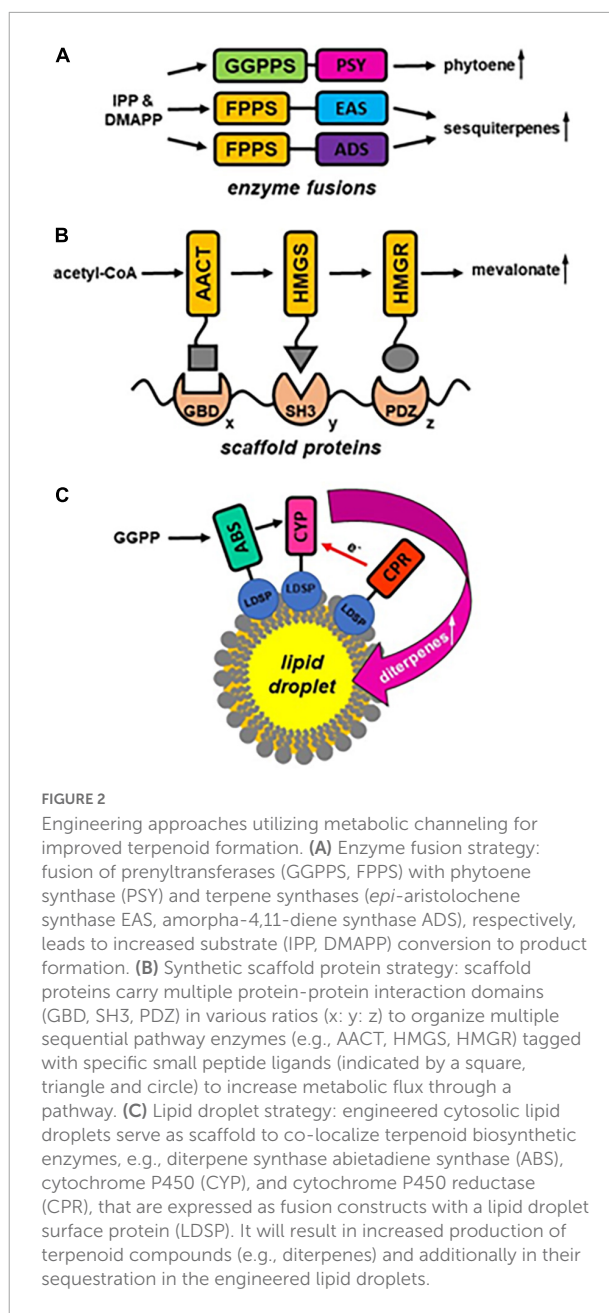 A
GGPPS PSY phytoene
IPP &
DMAPP
FPPS EAS
sesquiterpenes
FPPS ADS
enzyme fusions
B
acetyl-CoA AACT HMGS HMGR mevalonate
GBD x SH3 y PDZ z
scaffold proteins
C
GGPP ABS CYP e- CPR
LDSP LDSP LDSP
lipid
droplet
diterpenes
FIGURE 2
Engineering approaches utilizing metabolic channeling for
improved terpenoid formation. (A) Enzyme fusion strategy:
fusion of prenyltransferases (GGPPS, FPPS) with phytoene
synthase (PSY) and terpene synthases (epi-aristolochene
synthase EAS, amorpha-4,11-diene synthase ADS), respectively,
leads to increased substrate (IPP, DMAPP) conversion to product
formation. (B) Synthetic scaffold protein strategy: scaffold
proteins carry multiple protein-protein interaction domains
(GBD, SH3, PDZ) in various ratios (x: y: z) to organize multiple
sequential pathway enzymes (e.g., AACT, HMGS, HMGR) tagged
with specific small peptide ligands (indicated by a square,
triangle and circle) to increase metabolic flux through a
pathway. (C) Lipid droplet strategy: engineered cytosolic lipid
droplets serve as scaffold to co-localize terpenoid biosynthetic
enzymes, e.g., diterpene synthase abietadiene synthase (ABS),
cytochrome P450 (CYP), and cytochrome P450 reductase
(CPR), that are expressed as fusion constructs with a lipid droplet
surface protein (LDSP). It will result in increased production of
terpenoid compounds (e.g., diterpenes) and additionally in their
sequestration in the engineered lipid droplets.